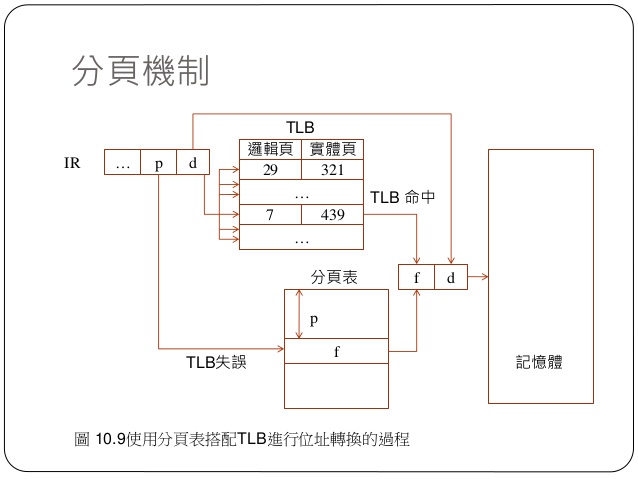 分頁機制
TLB
IR … p d
邏輯頁 實體頁
29 321
…
7 439
…
TLB 命中
f d
分頁表
p
f
TLB失誤
記憶體
圖 10.9使用分頁表搭配TLB進行位址轉換的過程